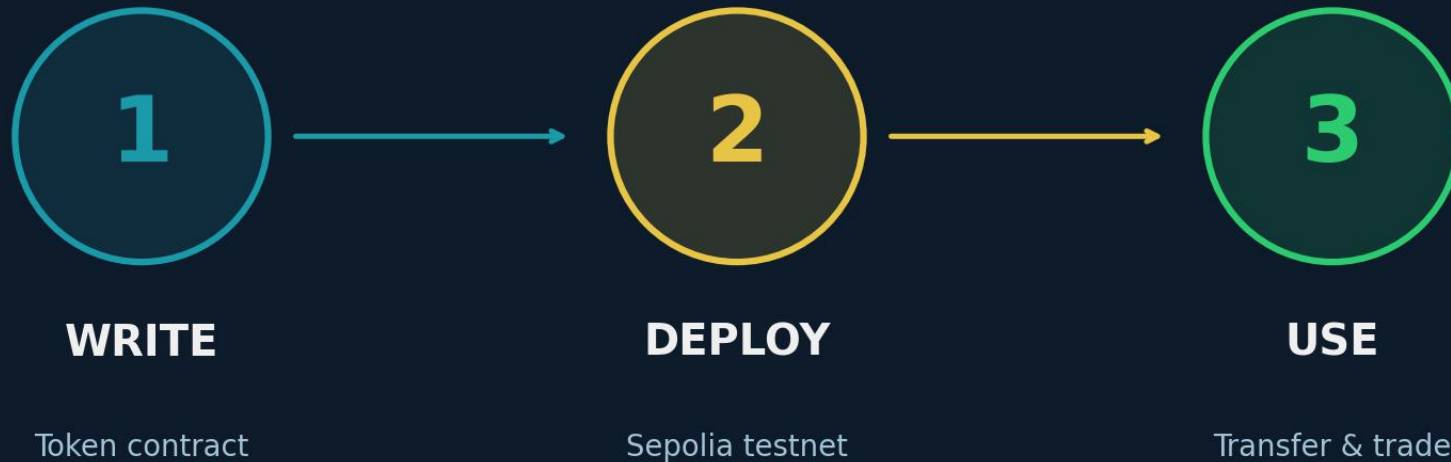 1
2
3
WRITE
DEPLOY
USE
Token contract
Sepolia testnet
Transfer & trade